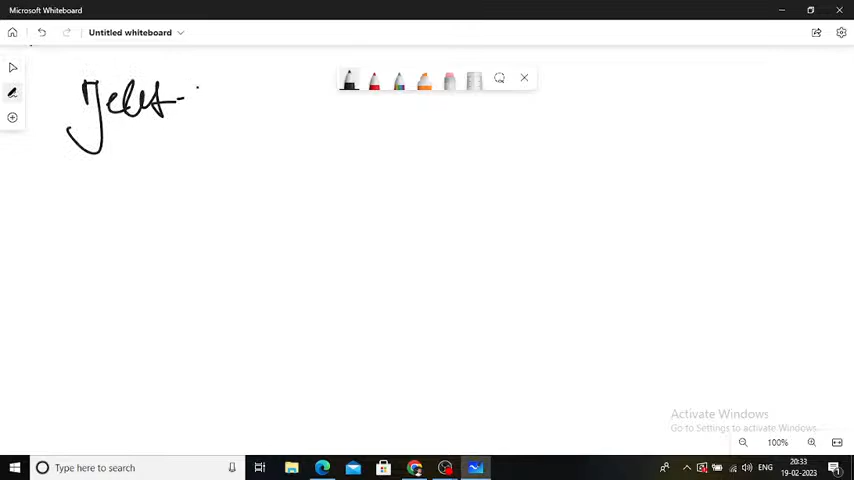 Microsoft Whiteboard
Untitled whiteboard
Activate Windows
Go to Settings to activate Windows.
100%
Type here to search
ENG
20:33
19-02-2023